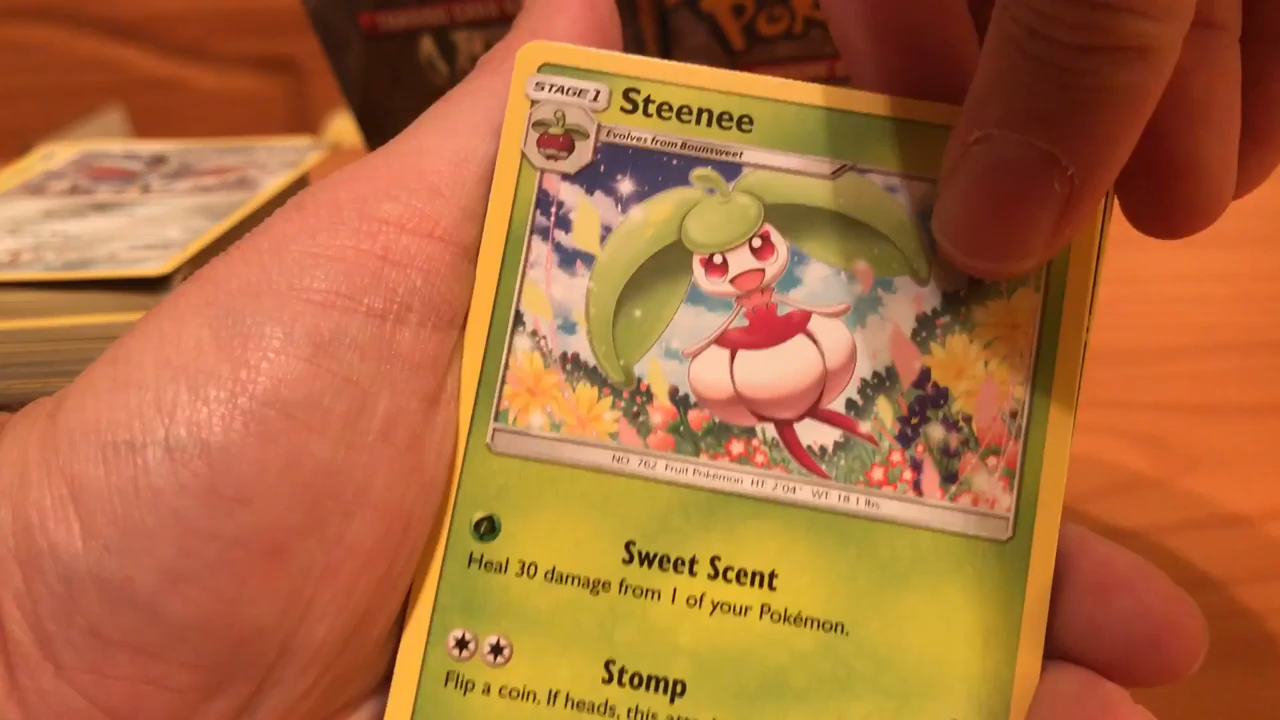 STAGE 1
Steenee
Evolves from Bounsweet
NO. 762 Fruit Pokémon HT: 2'04" WT: 18.1 lbs
Sweet Scent
Heal 30 damage from 1 of your Pokémon.
Stomp
Flip a coin. If heads, this